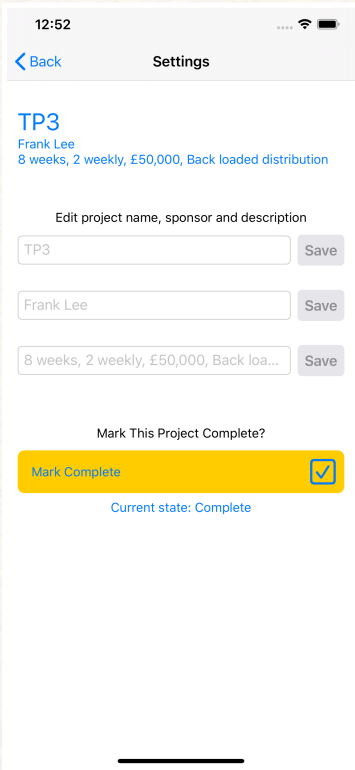 12:52
Back
Settings
TP3
Frank Lee
8 weeks, 2 weekly, £50,000, Back loaded distribution
Edit project name, sponsor and description
TP3
Save
Frank Lee
Save
8 weeks, 2 weekly, £50,000, Back loa...
Save
Mark This Project Complete?
Mark Complete
Current state: Complete